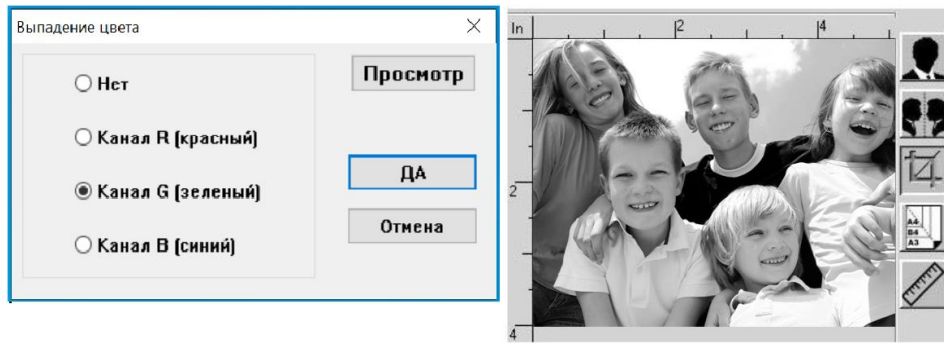 Выпадение цвета
Нет
Просмотр
Канал R (красный)
Канал G (зеленый)
ДА
Канал B (синий)
Отмена
In
2
4
2
4
A4
B4
A3